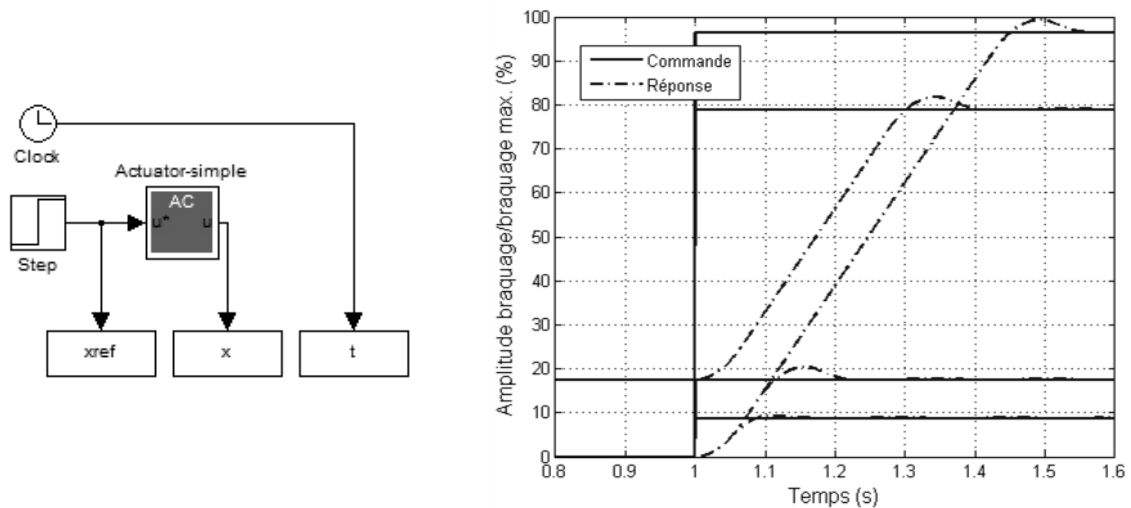 Clock
Actuator-simple
AC
u* u
Step
xref
x
t
Amplitude braquage/braquage max. (%)
100
90
80
70
60
50
40
30
20
10
0
Commande
Réponse
0.8 0.9 1 1.1 1.2 1.3 1.4 1.5 1.6
Temps (s)